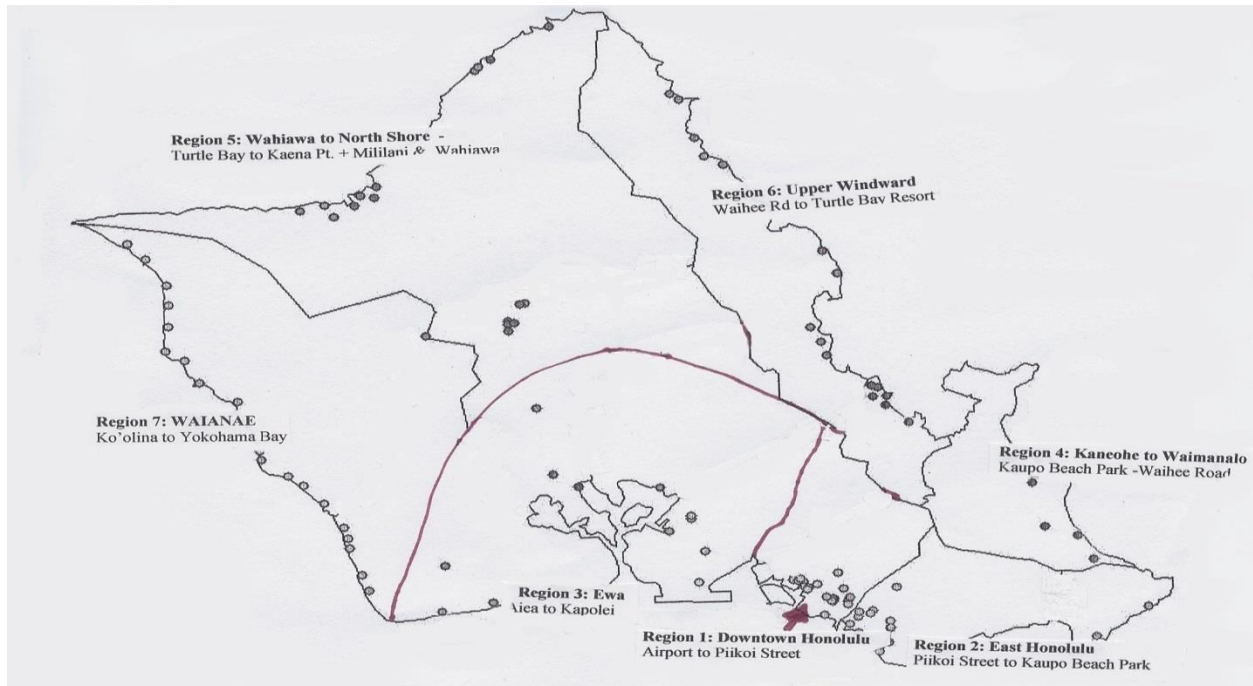 Region 5: Wahiawa to North Shore -
Turtle Bay to Kaena Pt. + Mililani & Wahiawa
Region 6: Upper Windward
Waihee Rd to Turtle Bay Resort
Region 7: WAIANAE
Ko'olina to Yokohama Bay
Region 4: Kaneohe to Waimanalo
Kaupo Beach Park -Waihee Road
Region 3: Ewa
Aiea to Kapolei
Region 1: Downtown Honolulu
Airport to Piikoi Street
Region 2: East Honolulu
Piikoi Street to Kaupo Beach Park